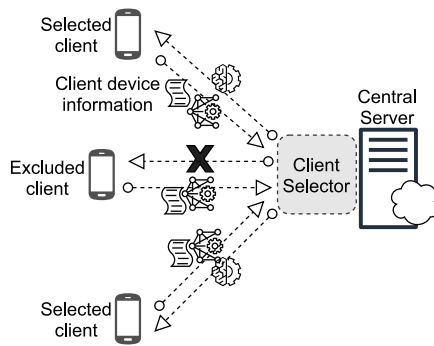 Selected
client
Client device
information
Central
Server
Excluded
client
X
Client
Selector
Selected
client